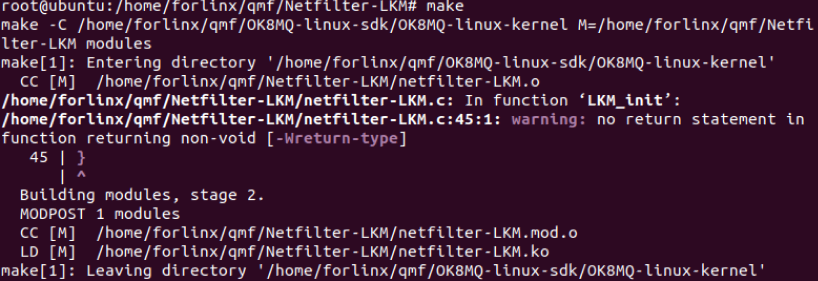 root@ubuntu:/home/forlinx/qmf/Netfilter-LKM# make
make -C /home/forlinx/qmf/OK8MQ-linux-sdk/OK8MQ-linux-kernel M=/home/forlinx/qmf/Netfi
lter-LKM modules
make[1]: Entering directory '/home/forlinx/qmf/OK8MQ-linux-sdk/OK8MQ-linux-kernel'
  CC [M]  /home/forlinx/qmf/Netfilter-LKM/netfilter-LKM.o
/home/forlinx/qmf/Netfilter-LKM/netfilter-LKM.c: In function ‘LKM_init’:
/home/forlinx/qmf/Netfilter-LKM/netfilter-LKM.c:45:1: warning: no return statement in
function returning non-void [-Wreturn-type]
   45 | }
      | ^
  Building modules, stage 2.
  MODPOST 1 modules
  CC [M]  /home/forlinx/qmf/Netfilter-LKM/netfilter-LKM.mod.o
  LD [M]  /home/forlinx/qmf/Netfilter-LKM/netfilter-LKM.ko
make[1]: Leaving directory '/home/forlinx/qmf/OK8MQ-linux-sdk/OK8MQ-linux-kernel'